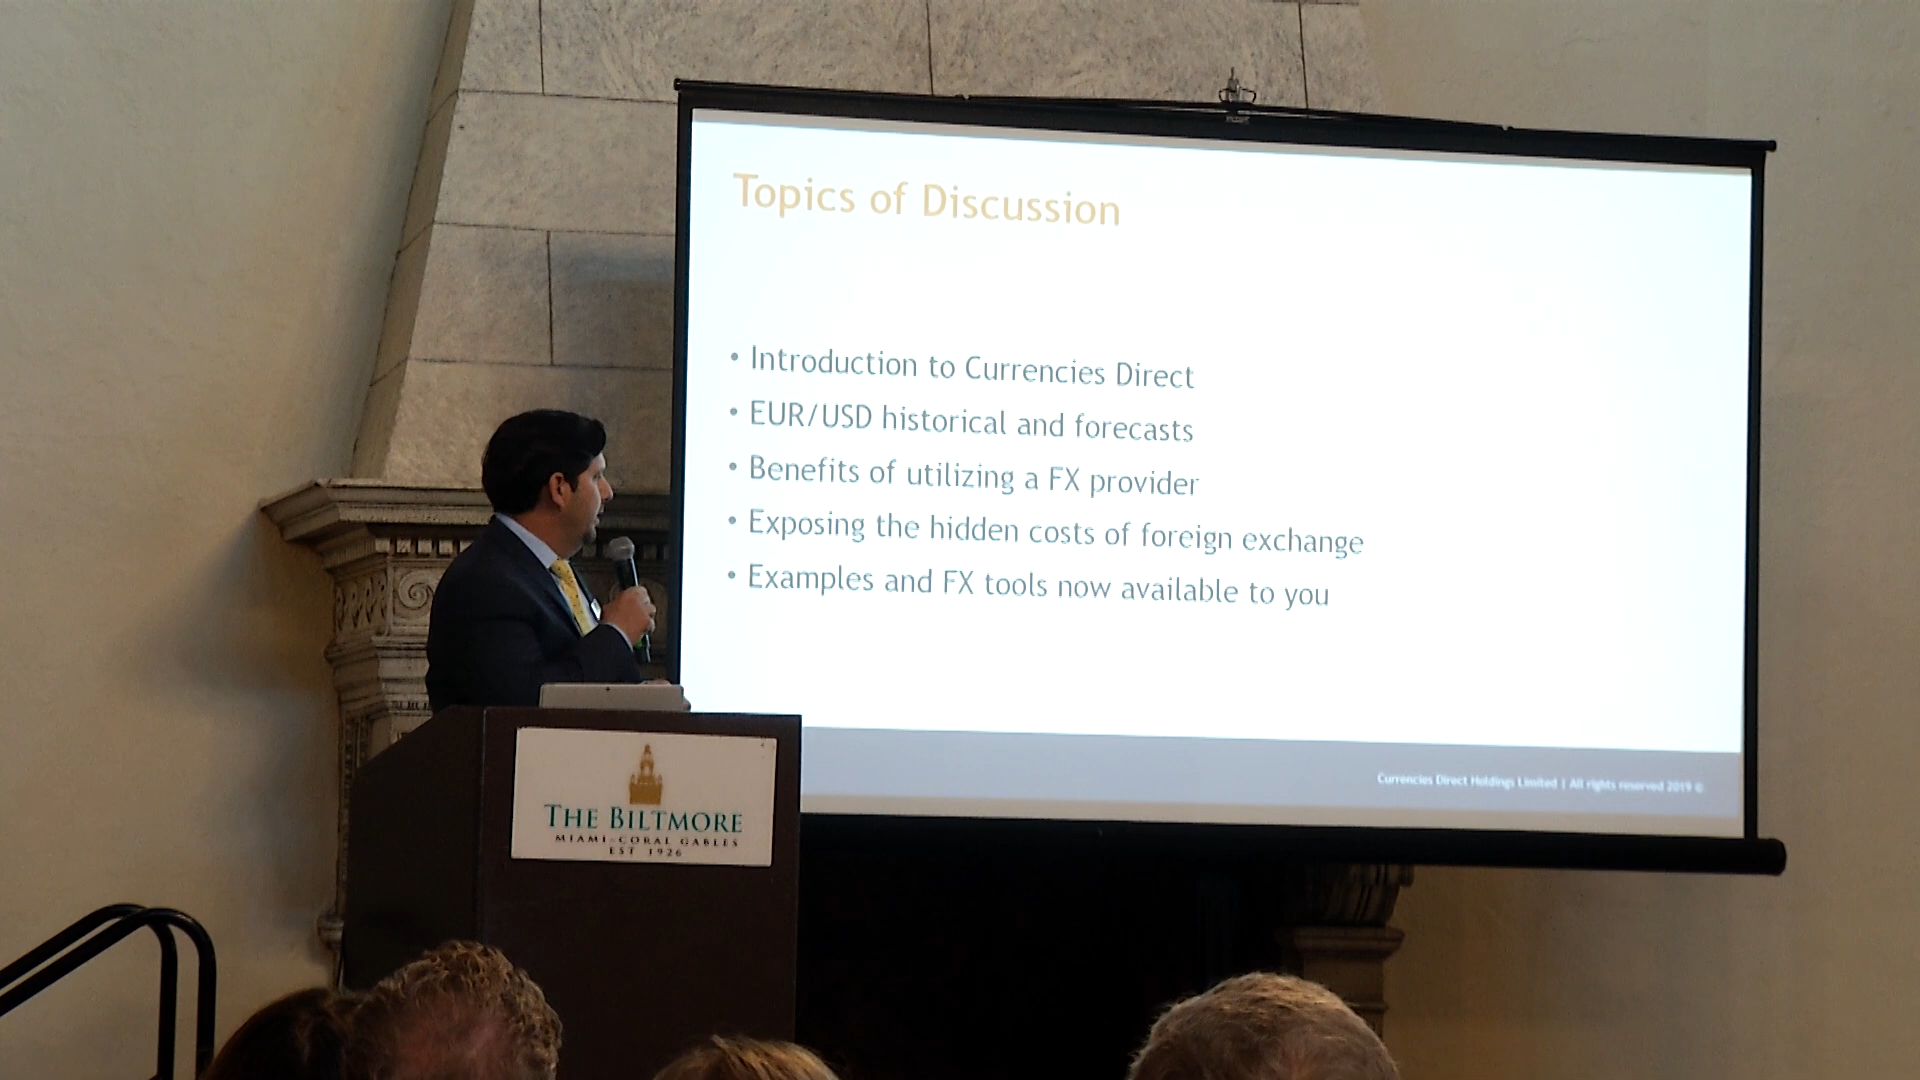 Topics of Discussion
• Introduction to Currencies Direct
• EUR/USD historical and forecasts
• Benefits of utilizing a FX provider
• Exposing the hidden costs of foreign exchange
• Examples and FX tools now available to you
Currencies Direct Holdings Limited | All rights reserved 2019 ©
THE BILTMORE
MIAMI-CORAL GABLES
EST 1926